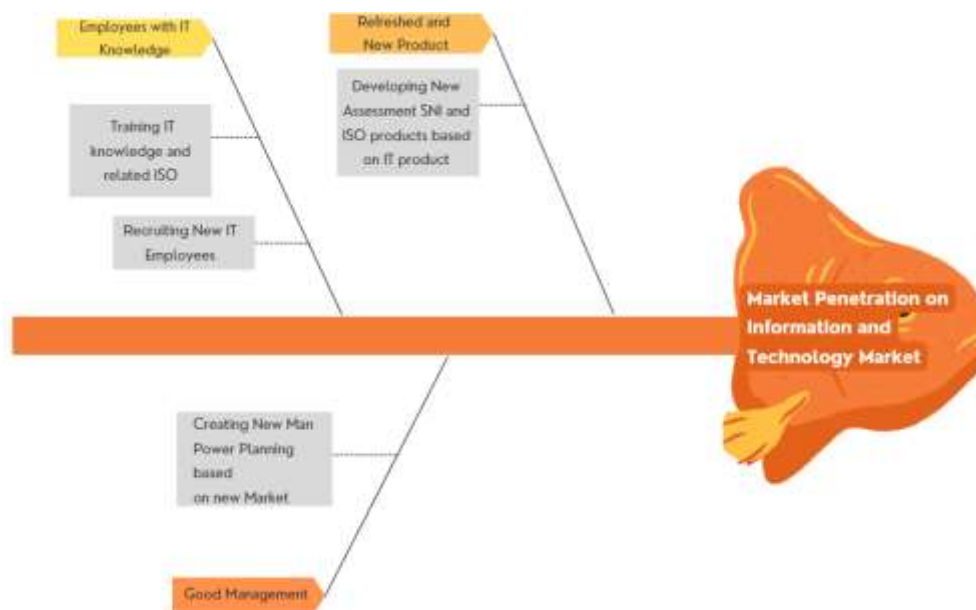 Employees with IT
Knowledge
Refreshed and
New Product
Developing New
Assessment SNI and
ISO products based
on IT product
Training IT
knowledge and
related ISO
Recruiting New IT
Employees
Market Penetration on
Information and
Technology Market
Creating New Man
Power Planning
based
on new Market
Good Management